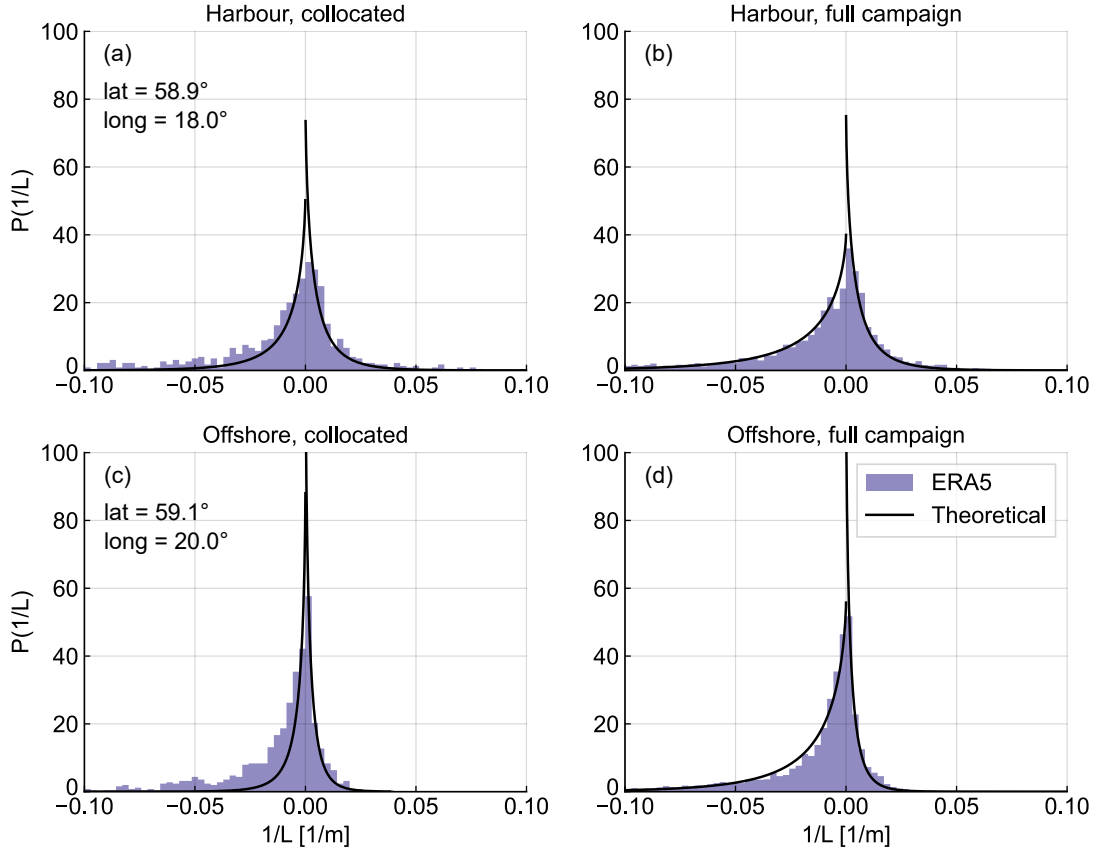 Harbour, collocated
(a)
lat = 58.9°
long = 18.0°
P(1/L)
100
80
60
40
20
0
−0.10 −0.05 0.00 0.05 0.10
Harbour, full campaign
(b)
100
80
60
40
20
0
−0.10 −0.05 0.00 0.05 0.10
Offshore, collocated
(c)
lat = 59.1°
long = 20.0°
P(1/L)
100
80
60
40
20
0
−0.10 −0.05 0.00 0.05 0.10
1/L [1/m]
Offshore, full campaign
(d)
ERA5
Theoretical
100
80
60
40
20
0
−0.10 −0.05 0.00 0.05 0.10
1/L [1/m]